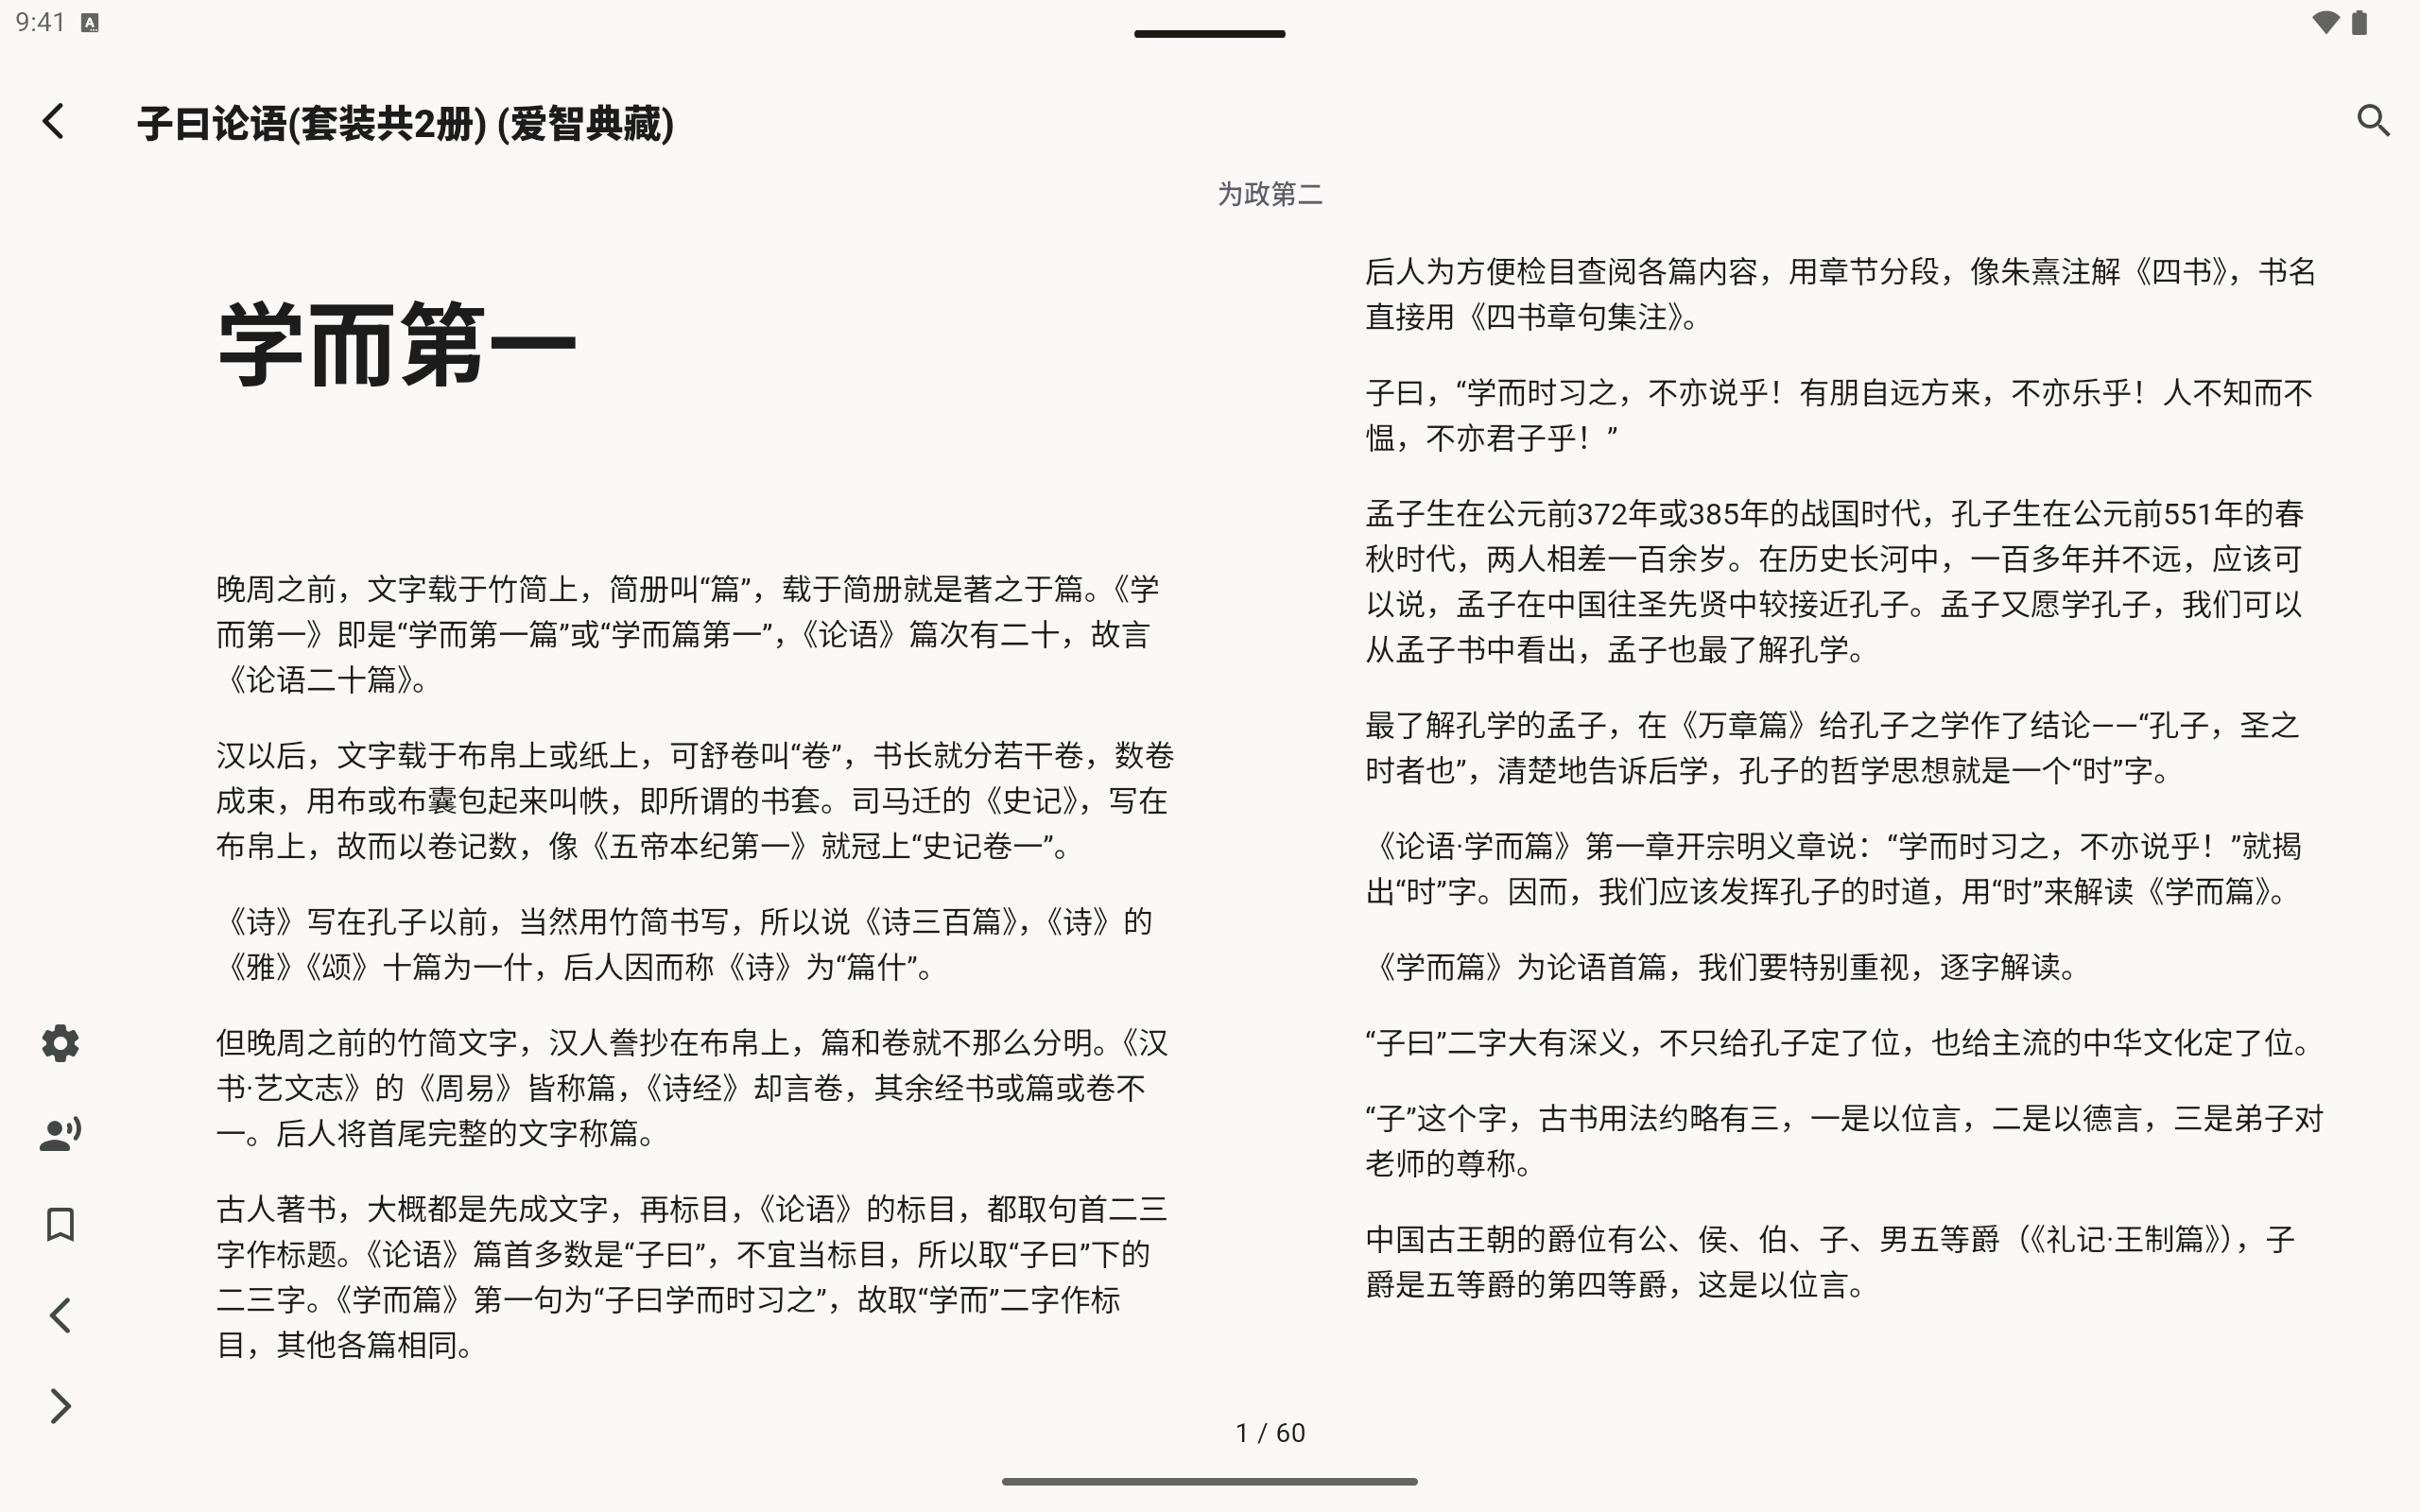 9:41
子曰论语(套装共2册) (爱智典藏)
为政第二
学而第一
晚周之前，文字载于竹简上，简册叫“篇”，载于简册就是著之于篇。《学
而第一》即是“学而第一篇”或“学而篇第一”，《论语》篇次有二十，故言
《论语二十篇》。
汉以后，文字载于布帛上或纸上，可舒卷叫“卷”，书长就分若干卷，数卷
成束，用布或布囊包起来叫帙，即所谓的书套。司马迁的《史记》，写在
布帛上，故而以卷记数，像《五帝本纪第一》就冠上“史记卷一”。
《诗》写在孔子以前，当然用竹简书写，所以说《诗三百篇》，《诗》的
《雅》《颂》十篇为一什，后人因而称《诗》为“篇什”。
但晚周之前的竹简文字，汉人誊抄在布帛上，篇和卷就不那么分明。《汉
书·艺文志》的《周易》皆称篇，《诗经》却言卷，其余经书或篇或卷不
一。后人将首尾完整的文字称篇。
古人著书，大概都是先成文字，再标目，《论语》的标目，都取句首二三
字作标题。《论语》篇首多数是“子曰”，不宜当标目，所以取“子曰”下的
二三字。《学而篇》第一句为“子曰学而时习之”，故取“学而”二字作标
目，其他各篇相同。
后人为方便检目查阅各篇内容，用章节分段，像朱熹注解《四书》，书名
直接用《四书章句集注》。
子曰，“学而时习之，不亦说乎！有朋自远方来，不亦乐乎！人不知而不
愠，不亦君子乎！”
孟子生在公元前372年或385年的战国时代，孔子生在公元前551年的春
秋时代，两人相差一百余岁。在历史长河中，一百多年并不远，应该可
以说，孟子在中国往圣先贤中较接近孔子。孟子又愿学孔子，我们可以
从孟子书中看出，孟子也最了解孔学。
最了解孔学的孟子，在《万章篇》给孔子之学作了结论——“孔子，圣之
时者也”，清楚地告诉后学，孔子的哲学思想就是一个“时”字。
《论语·学而篇》第一章开宗明义章说：“学而时习之，不亦说乎！”就揭
出“时”字。因而，我们应该发挥孔子的时道，用“时”来解读《学而篇》。
《学而篇》为论语首篇，我们要特别重视，逐字解读。
“子曰”二字大有深义，不只给孔子定了位，也给主流的中华文化定了位。
“子”这个字，古书用法约略有三，一是以位言，二是以德言，三是弟子对
老师的尊称。
中国古王朝的爵位有公、侯、伯、子、男五等爵（《礼记·王制篇》），子
爵是五等爵的第四等爵，这是以位言。
1 / 60